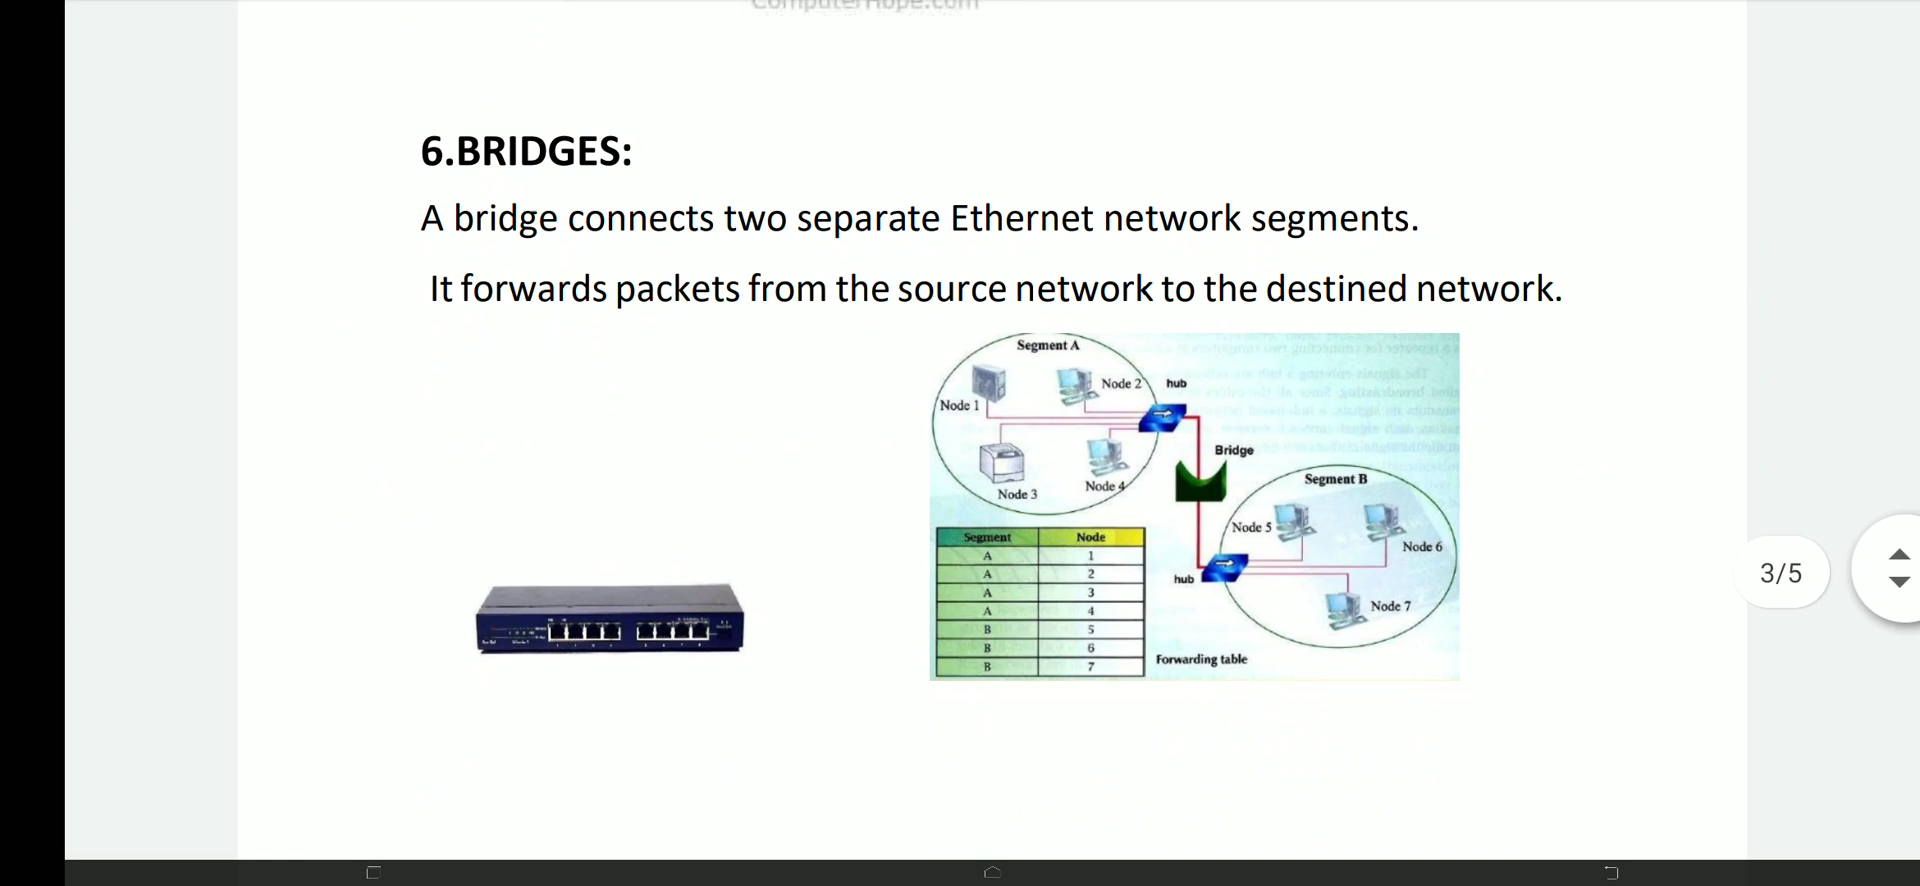 ComputerHope.com
6.BRIDGES:
A bridge connects two separate Ethernet network segments.
It forwards packets from the source network to the destined network.
Segment A
Node 2
hub
Node 1
Bridge
Node 3
Node 4
Segment B
Node 5
Node 6
hub
Node 7
Segment Node
A 1
A 2
A 3
A 4
B 5
B 6
B 7
Forwarding table
3/5